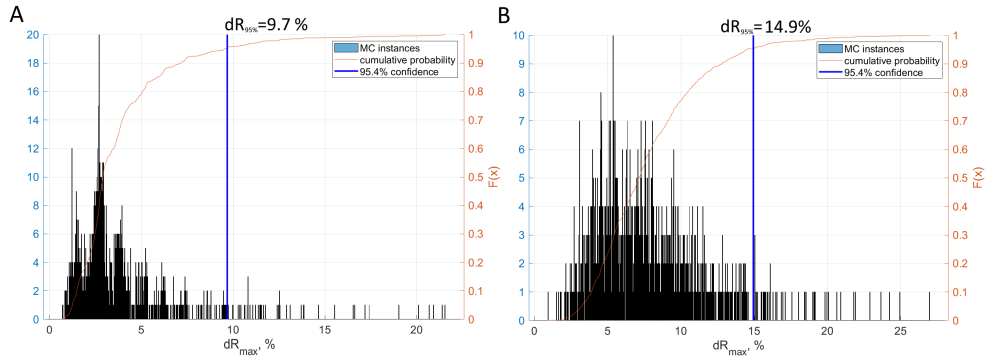 A
dR95%=9.7 %
20
18
16
14
12
10
8
6
4
2
0
1
0.9
0.8
0.7
0.6
0.5
0.4
0.3
0.2
0.1
0
F(x)
MC instances
cumulative probability
95.4% confidence
0 5 10 15 20
dRmax, %
B
dR95%=14.9%
10
9
8
7
6
5
4
3
2
1
0
1
0.9
0.8
0.7
0.6
0.5
0.4
0.3
0.2
0.1
0
F(x)
MC instances
cumulative probability
95.4% confidence
0 5 10 15 20 25
dRmax, %